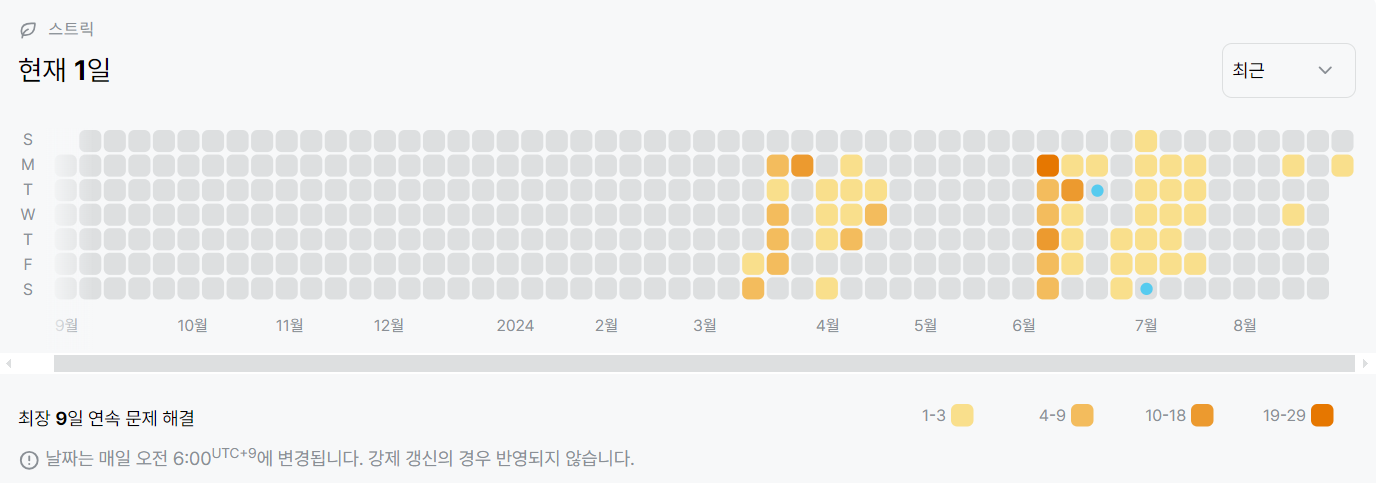 스트릭
현재 1일
최근
S
M
T
W
T
F
S
9월 10월 11월 12월 2024 2월 3월 4월 5월 6월 7월 8월
최장 9일 연속 문제 해결
1-3 4-9 10-18 19-29
날짜는 매일 오전 6:00UTC+9에 변경됩니다. 강제 갱신의 경우 반영되지 않습니다.